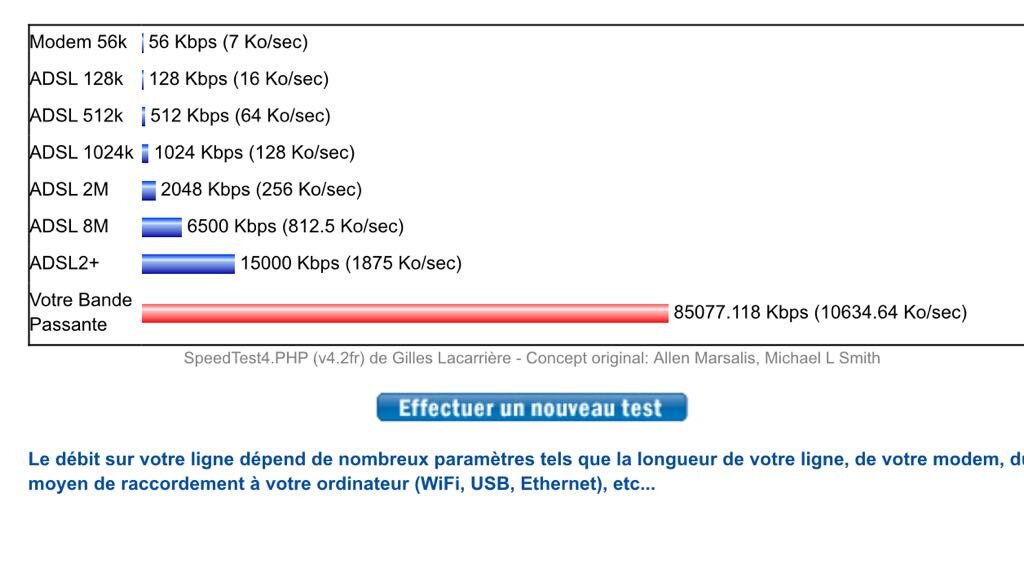 Modem 56k 56 Kbps (7 Ko/sec)
ADSL 128k 128 Kbps (16 Ko/sec)
ADSL 512k 512 Kbps (64 Ko/sec)
ADSL 1024k 1024 Kbps (128 Ko/sec)
ADSL 2M 2048 Kbps (256 Ko/sec)
ADSL 8M 6500 Kbps (812.5 Ko/sec)
ADSL2+ 15000 Kbps (1875 Ko/sec)
Votre Bande
Passante 85077.118 Kbps (10634.64 Ko/sec)
SpeedTest4.PHP (v4.2fr) de Gilles Lacarrière - Concept original: Allen Marsalis, Michael L Smith
Effectuer un nouveau test
Le débit sur votre ligne dépend de nombreux paramètres tels que la longueur de votre ligne, de votre modem,
moyen de raccordement à votre ordinateur (WiFi, USB, Ethernet), etc...